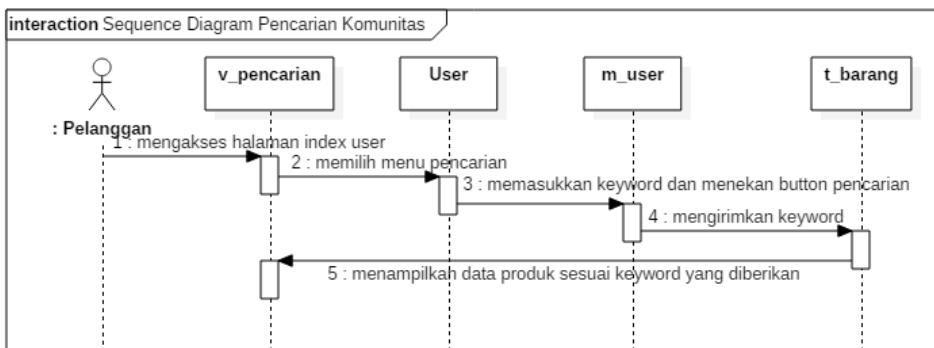 interaction Sequence Diagram Pencarian Komunitas
v_pencarian
User
m_user
t_barang
: Pelanggan
1 : mengakses halaman index user
2 : memilih menu pencarian
3 : memasukkan keyword dan menekan button pencarian
4 : mengirimkan keyword
5 : menampilkan data produk sesuai keyword yang diberikan